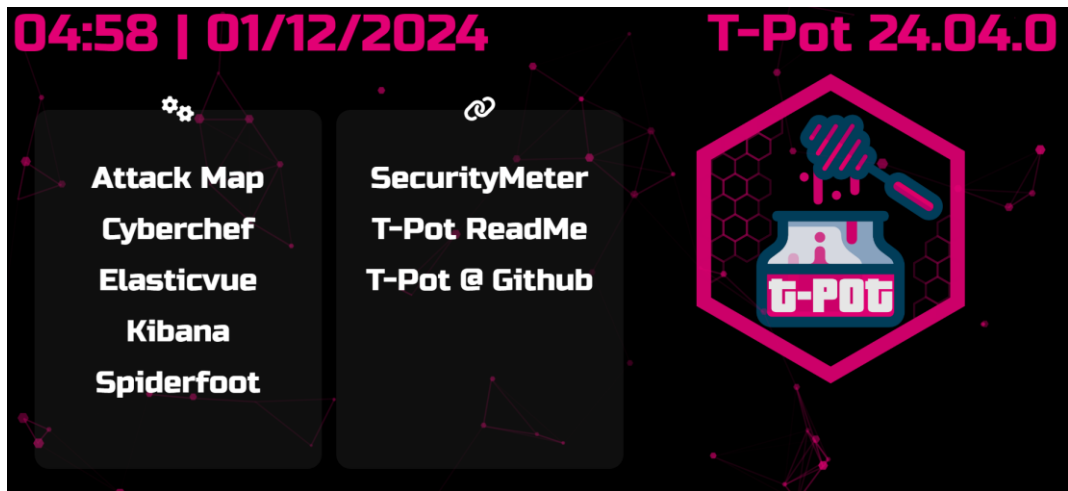 04:58 | 01/12/2024
T-Pot 24.04.0
Attack Map
Cyberchef
Elasticvue
Kibana
Spiderfoot
SecurityMeter
T-Pot ReadMe
T-Pot @ Github
t-POt